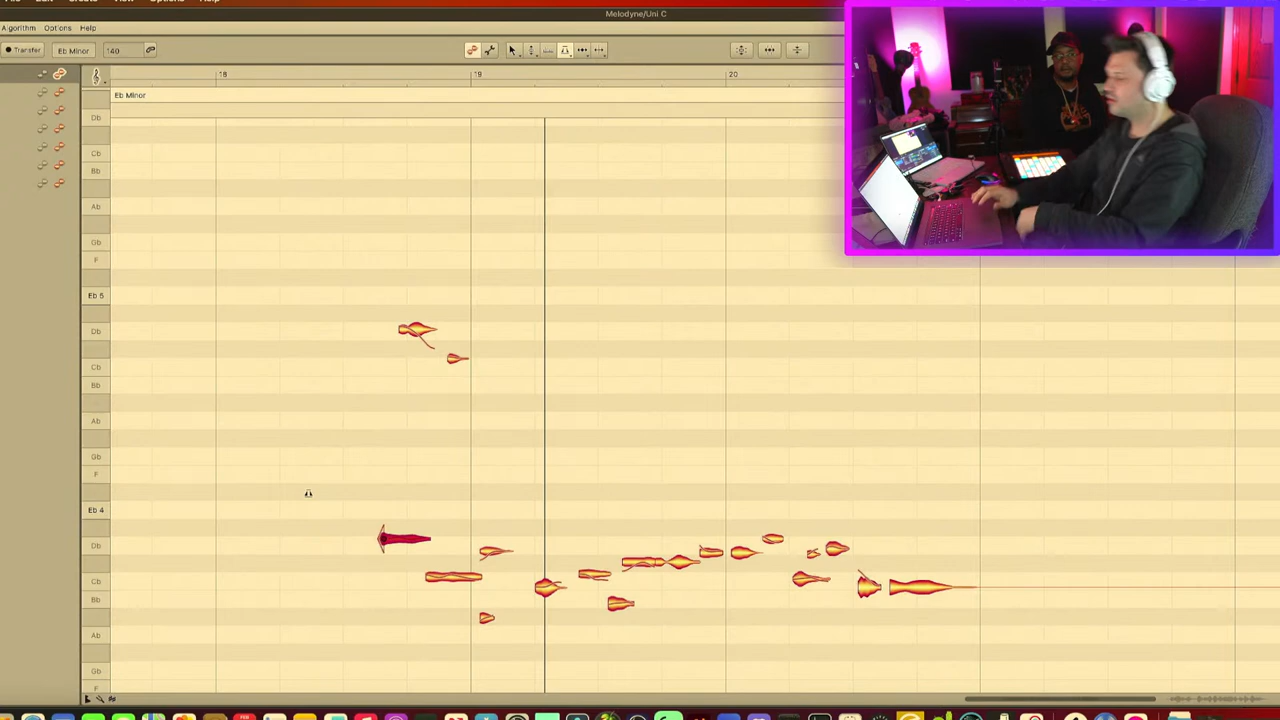 Melodyne/Uni C
Algorithm Options Help
Transfer Eb Minor 140
18 19 20
Eb Minor
Db
Cb
Bb
Ab
Gb
F
Eb 5
Db
Cb
Bb
Ab
Gb
F
Eb 4
Db
Cb
Bb
Ab
Gb
F